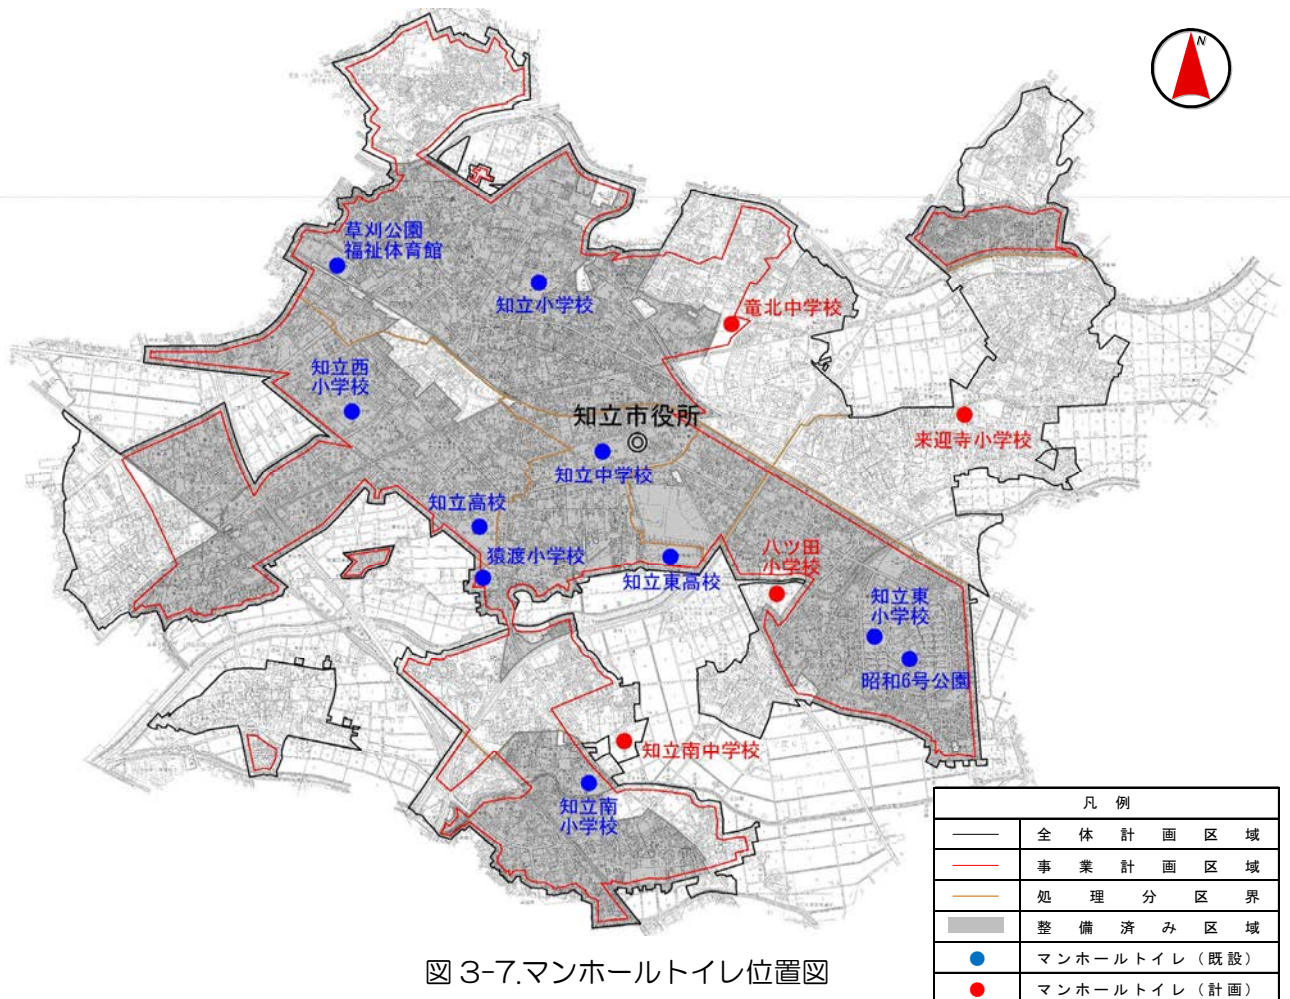 N
草刈公園
福祉体育館
知立小学校
竜北中学校
知立西
小学校
知立市役所
来迎寺小学校
知立中学校
知立高校
猿渡小学校
知立東高校
八ツ田
小学校
知立東
小学校
昭和6号公園
知立南中学校
知立南
小学校
凡例
全体計画区域
事業計画区域
処理分区界
整備済み区域
マンホールトイレ（既設）
マンホールトイレ（計画）
図 3-7.マンホールトイレ位置図